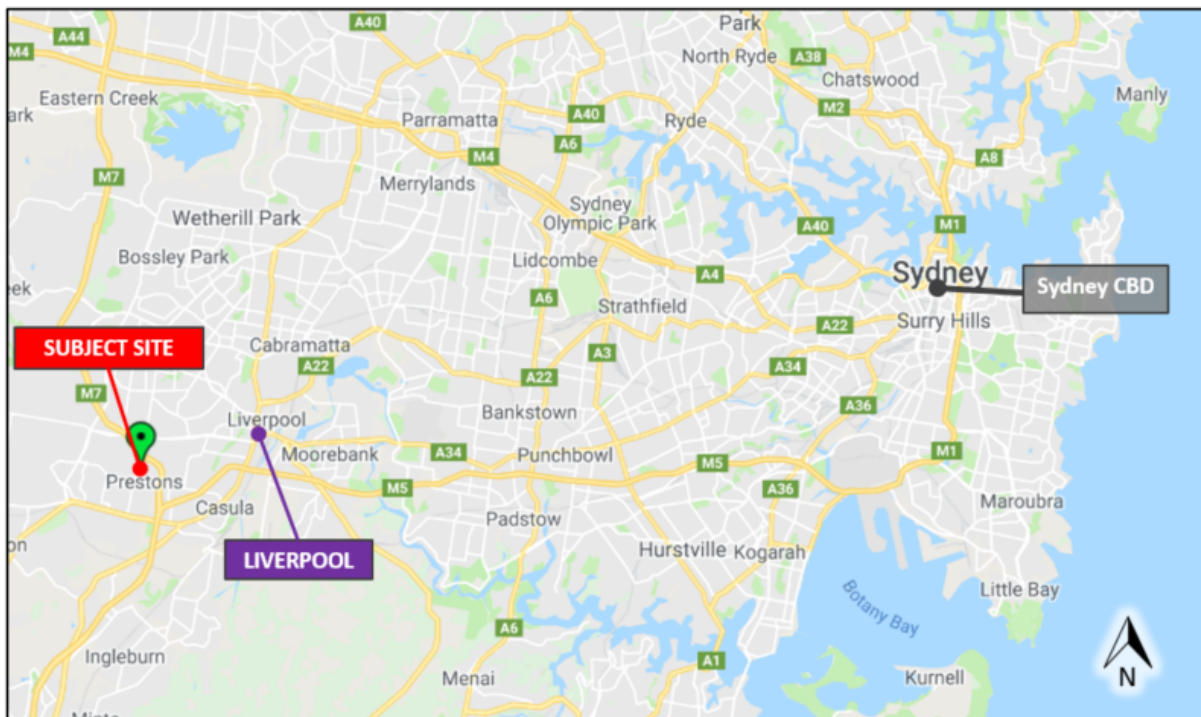 A40
Park
A44
M4
North Ryde
A38
Chatswood
Eastern Creek
ark
Manly
M2
Parramatta
A40
Ryde
A6
M4
A8
M7
Merrylands
Wetherill Park
Sydney
Olympic Park
A40
M1
Bossley Park
Lidcombe
A4
Sydney
Sydney CBD
eek
A6
Strathfield
A22
Surry Hills
SUBJECT SITE
Cabramatta
A3
A22
A34
M7
A22
Bankstown
A36
Liverpool
Moorebank
A34
Punchbowl
M1
M5
Prestons
M5
A36
Casula
Padstow
Maroubra
on
LIVERPOOL
Hurstville
Kogarah
Little Bay
Botany Bay
A6
Ingleburn
A1
Menai
Kurnell
N